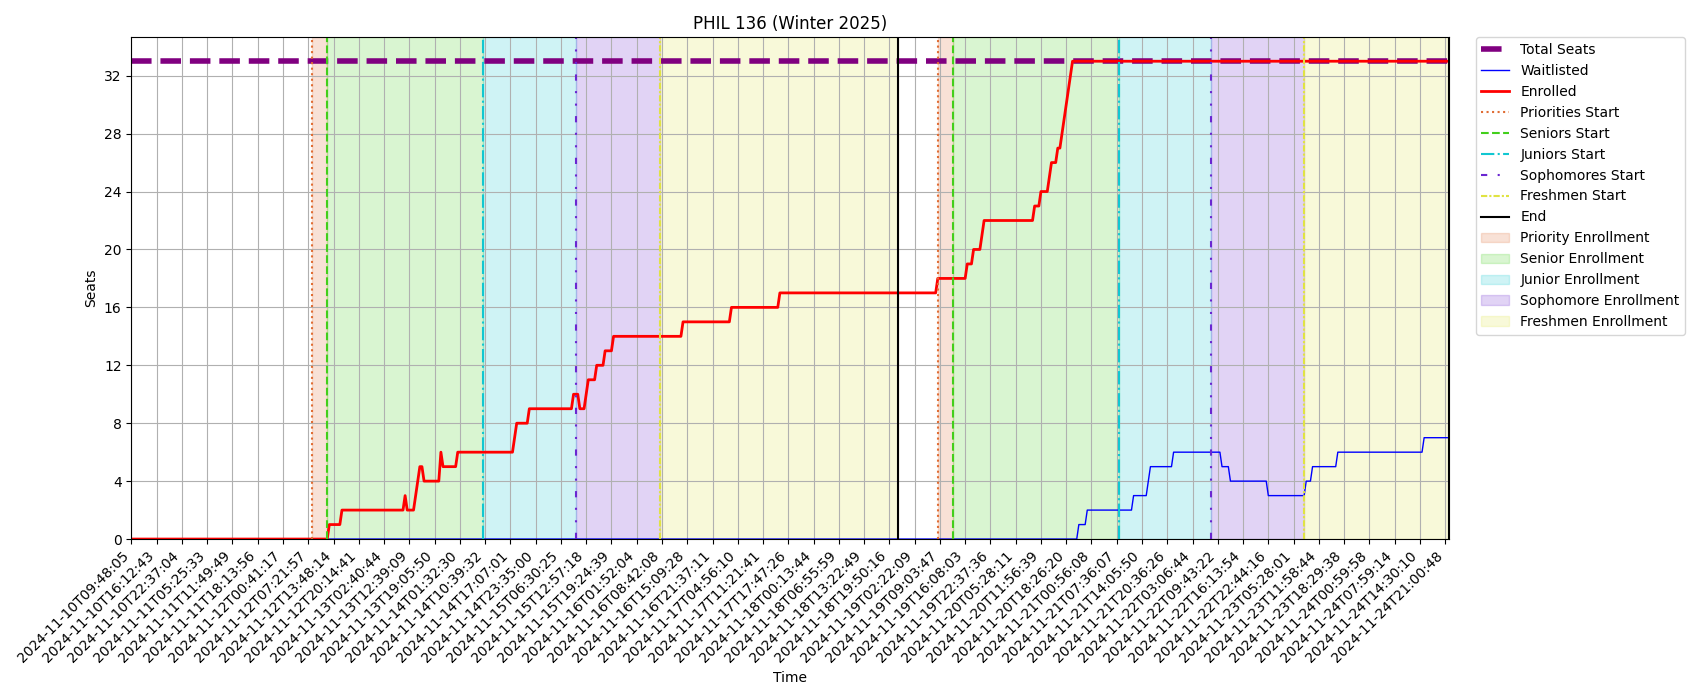 PHIL 136 (Winter 2025)
Seats
32
28
24
20
16
12
8
4
0
2024-11-10T09:48:05
2024-11-10T16:12:43
2024-11-10T22:37:04
2024-11-11T05:25:33
2024-11-11T11:49:49
2024-11-11T18:13:56
2024-11-12T00:41:17
2024-11-12T07:21:57
2024-11-12T13:48:14
2024-11-12T20:14:41
2024-11-13T02:40:44
2024-11-13T12:39:09
2024-11-13T19:05:50
2024-11-14T01:32:30
2024-11-14T10:39:32
2024-11-14T17:07:01
2024-11-14T23:35:00
2024-11-15T06:30:25
2024-11-15T12:57:18
2024-11-15T19:24:39
2024-11-16T01:52:04
2024-11-16T08:42:08
2024-11-16T15:09:28
2024-11-16T21:37:11
2024-11-17T04:56:10
2024-11-17T11:21:41
2024-11-17T17:47:26
2024-11-18T00:13:44
2024-11-18T06:55:59
2024-11-18T13:22:49
2024-11-18T19:50:16
2024-11-19T02:22:09
2024-11-19T09:03:47
2024-11-19T16:08:03
2024-11-19T22:37:36
2024-11-20T05:28:11
2024-11-20T11:56:39
2024-11-20T18:26:20
2024-11-21T00:56:08
2024-11-21T07:36:07
2024-11-21T14:05:50
2024-11-21T20:36:26
2024-11-22T03:06:44
2024-11-22T09:43:22
2024-11-22T16:13:54
2024-11-22T22:44:16
2024-11-23T05:28:01
2024-11-23T11:58:44
2024-11-23T18:29:38
2024-11-24T00:59:58
2024-11-24T07:59:14
2024-11-24T14:30:10
2024-11-24T21:00:48
Time
Total Seats
Waitlisted
Enrolled
Priorities Start
Seniors Start
Juniors Start
Sophomores Start
Freshmen Start
End
Priority Enrollment
Senior Enrollment
Junior Enrollment
Sophomore Enrollment
Freshmen Enrollment